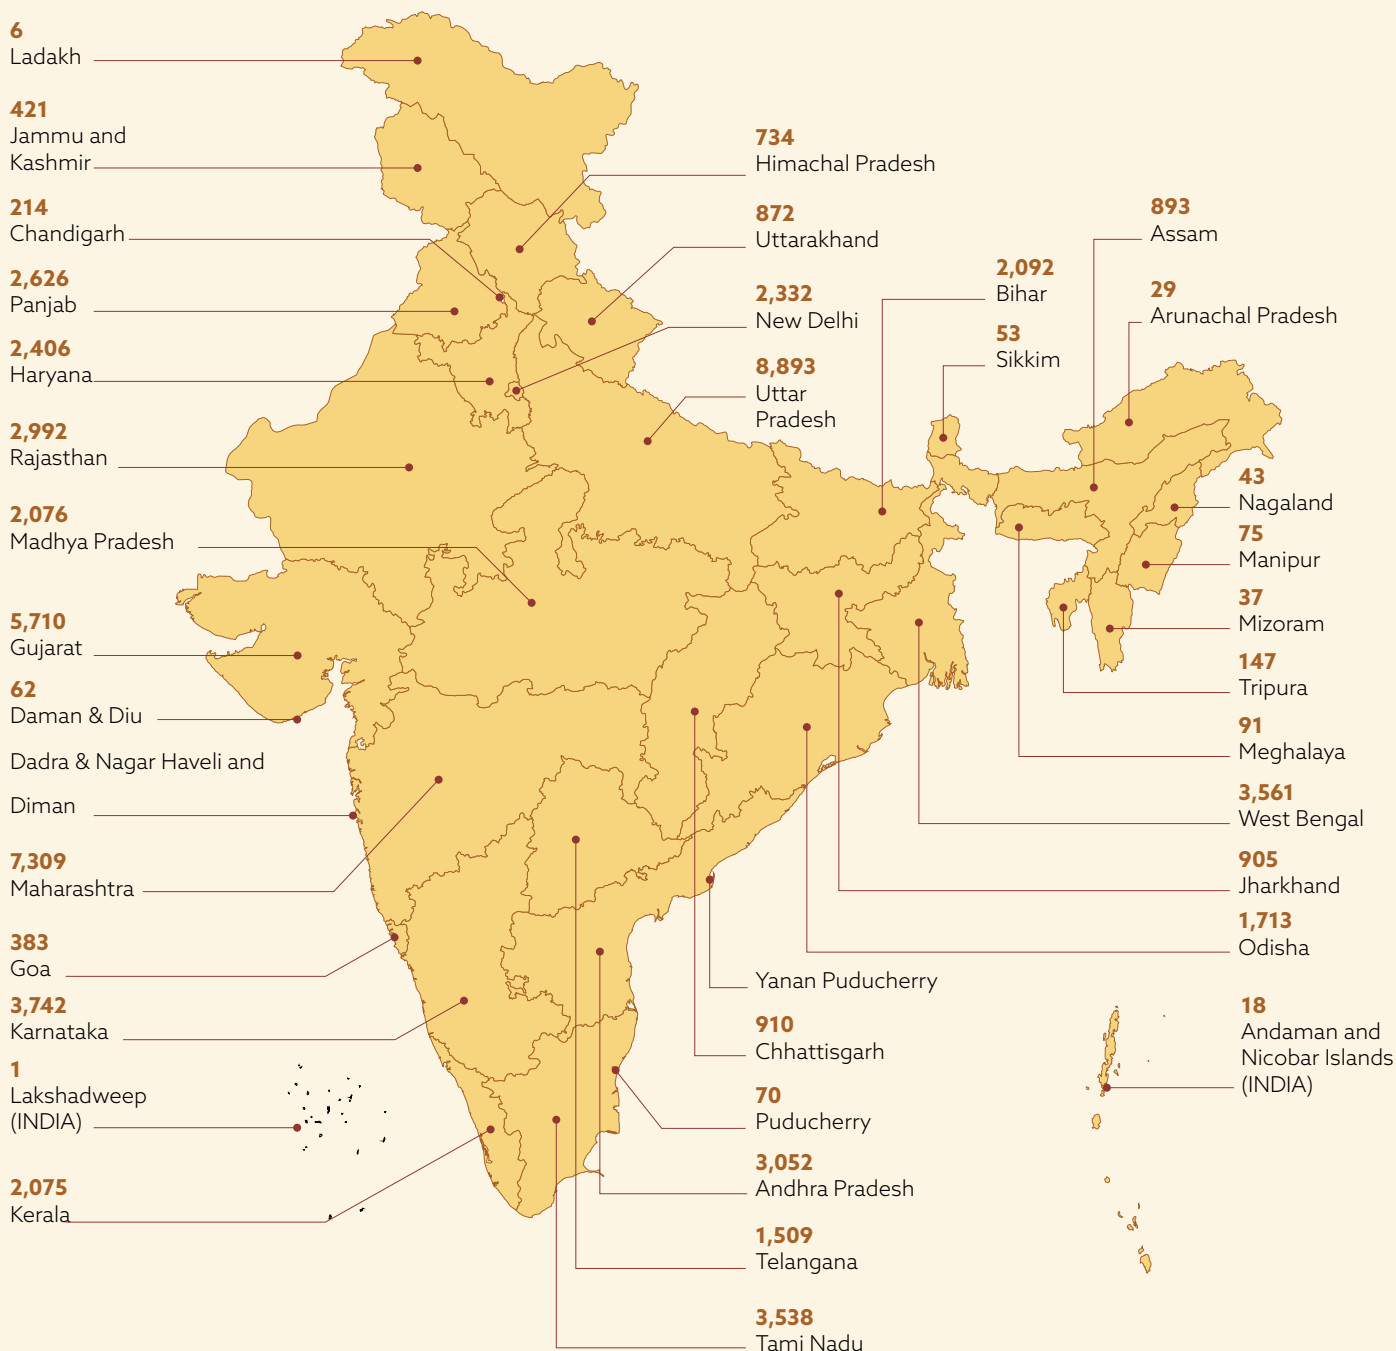 6
Ladakh
421
Jammu and
Kashmir
214
Chandigarh
2,626
Panjab
2,406
Haryana
2,992
Rajasthan
2,076
Madhya Pradesh
5,710
Gujarat
62
Daman & Diu
Dadra & Nagar Haveli and
Diman
7,309
Maharashtra
383
Goa
3,742
Karnataka
1
Lakshadweep
(INDIA)
2,075
Kerala
734
Himachal Pradesh
872
Uttarakhand
2,332
New Delhi
8,893
Uttar
Pradesh
2,092
Bihar
53
Sikkim
893
Assam
29
Arunachal Pradesh
43
Nagaland
75
Manipur
37
Mizoram
147
Tripura
91
Meghalaya
3,561
West Bengal
905
Jharkhand
1,713
Odisha
18
Andaman and
Nicobar Islands
(INDIA)
Yanan Puducherry
910
Chhattisgarh
70
Puducherry
3,052
Andhra Pradesh
1,509
Telangana
3,538
Tami Nadu